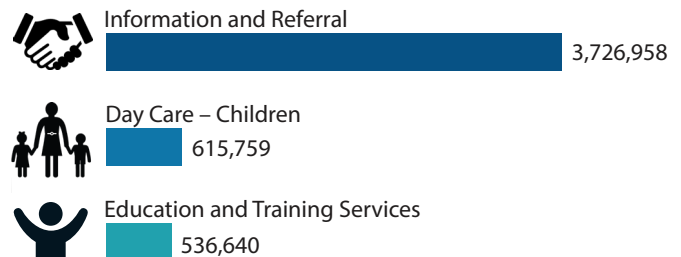 Information and Referral
3,726,958
Day Care – Children
615,759
Education and Training Services
536,640